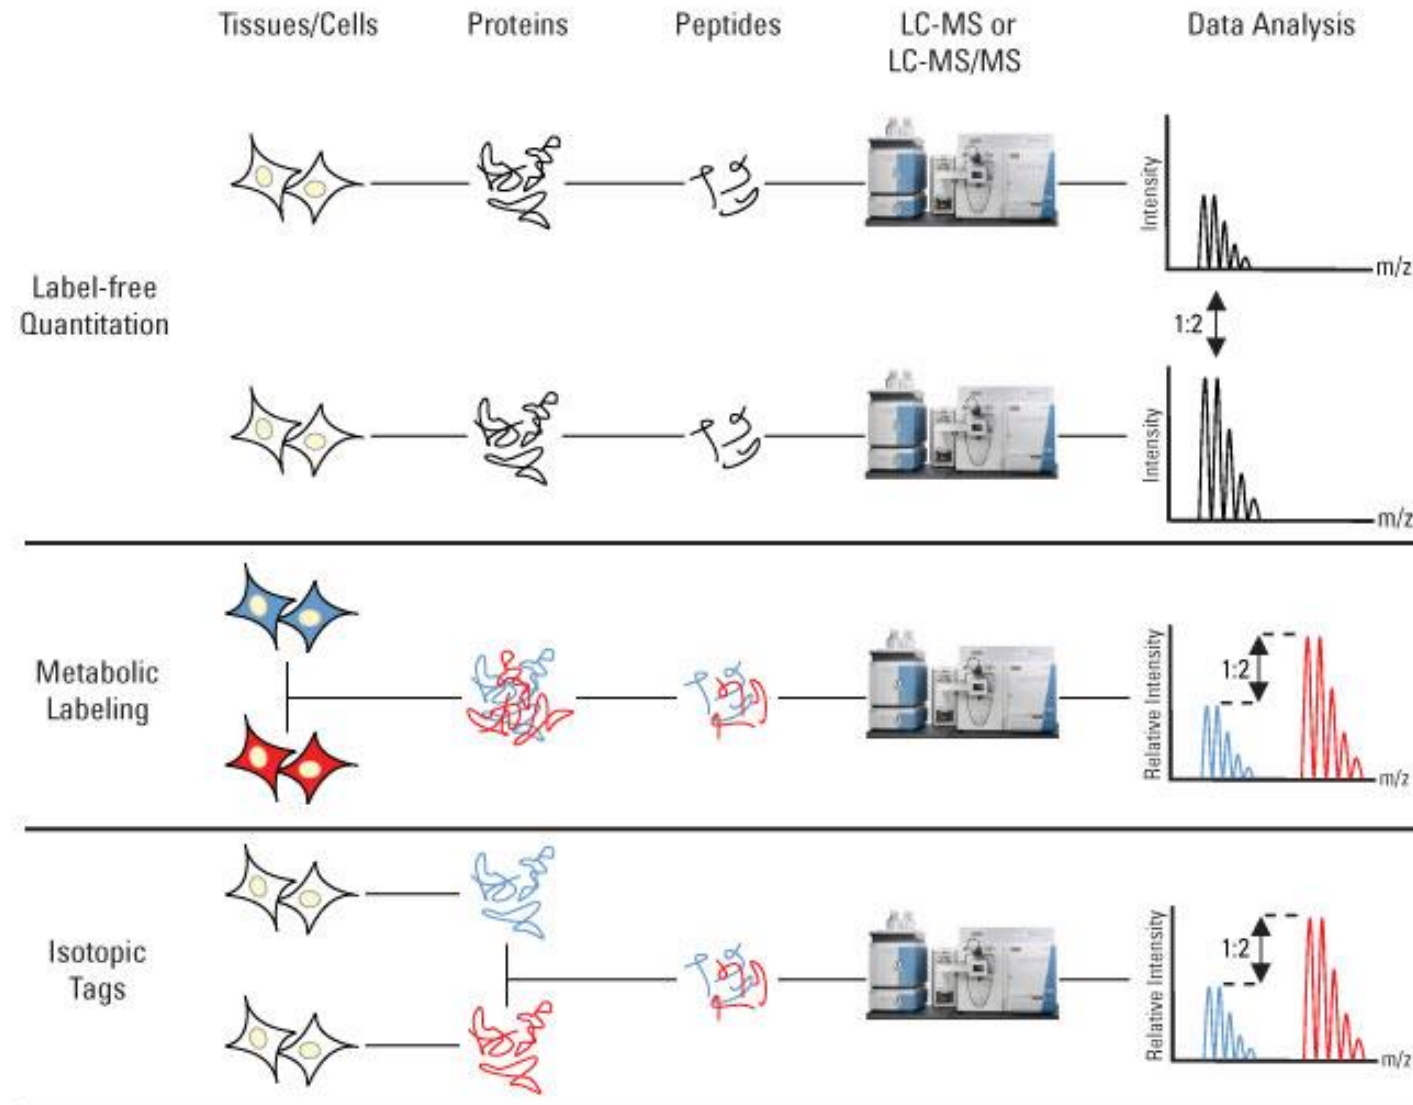 Tissues/Cells
Proteins
Peptides
LC-MS or
LC-MS/MS
Data Analysis
Label-free
Quantitation
Intensity
m/z
1:2
Intensity
m/z
Metabolic
Labeling
Relative Intensity
1:2
m/z
Isotopic
Tags
Relative Intensity
1:2
m/z